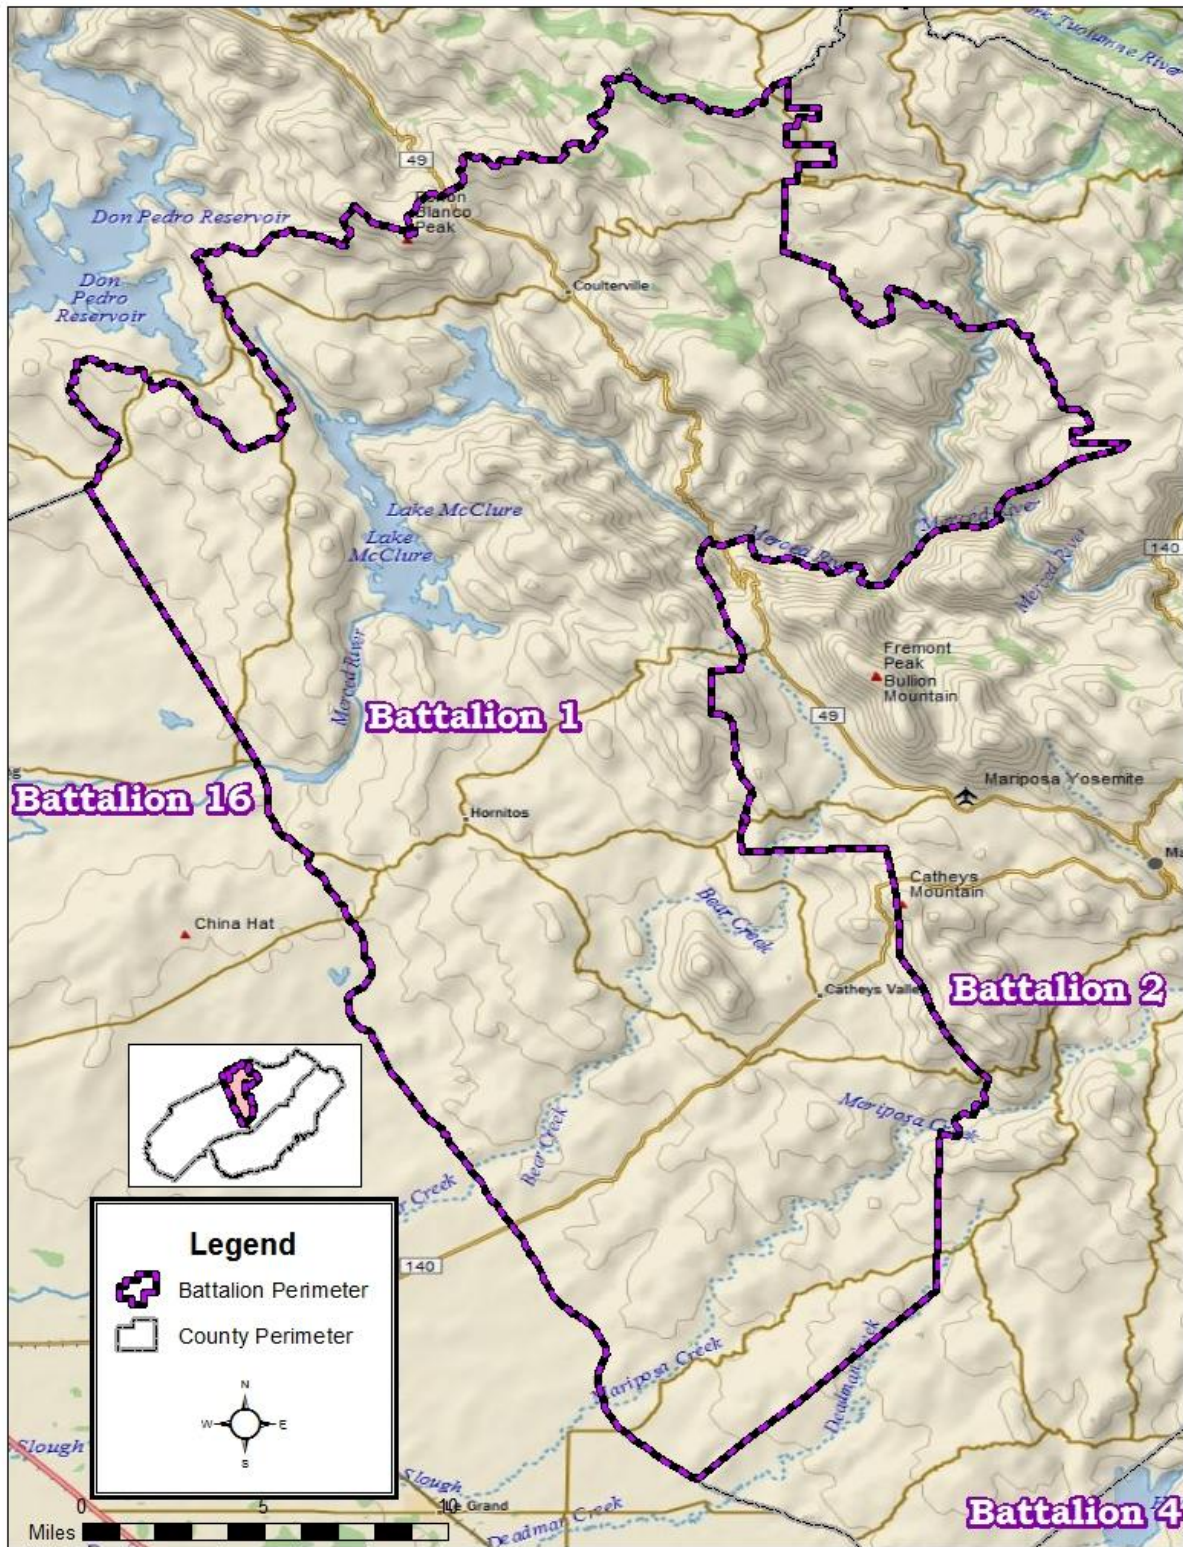 Tuolumne River
49
Don Pedro Reservoir
Blanco
Peak
Don
Pedro
Reservoir
Coulterville
Lake McClure
Lake
McClure
Merced River
Merced River
Merced River
140
Merced River
Fremont
Peak
Bullion
Mountain
49
Battalion 1
Mariposa Yosemite
Battalion 16
Hornitos
Catheys
Mountain
Bear Creek
China Hat
Battalion 2
Catheys Valley
Mariposa Creek
Bear Creek
Creek
140
Legend
Battalion Perimeter
County Perimeter
N
W
E
S
Mariposa Creek
Deadman Creek
Slough
Slough
Le Grand
Deadman Creek
Battalion 4
0
5
10
Miles